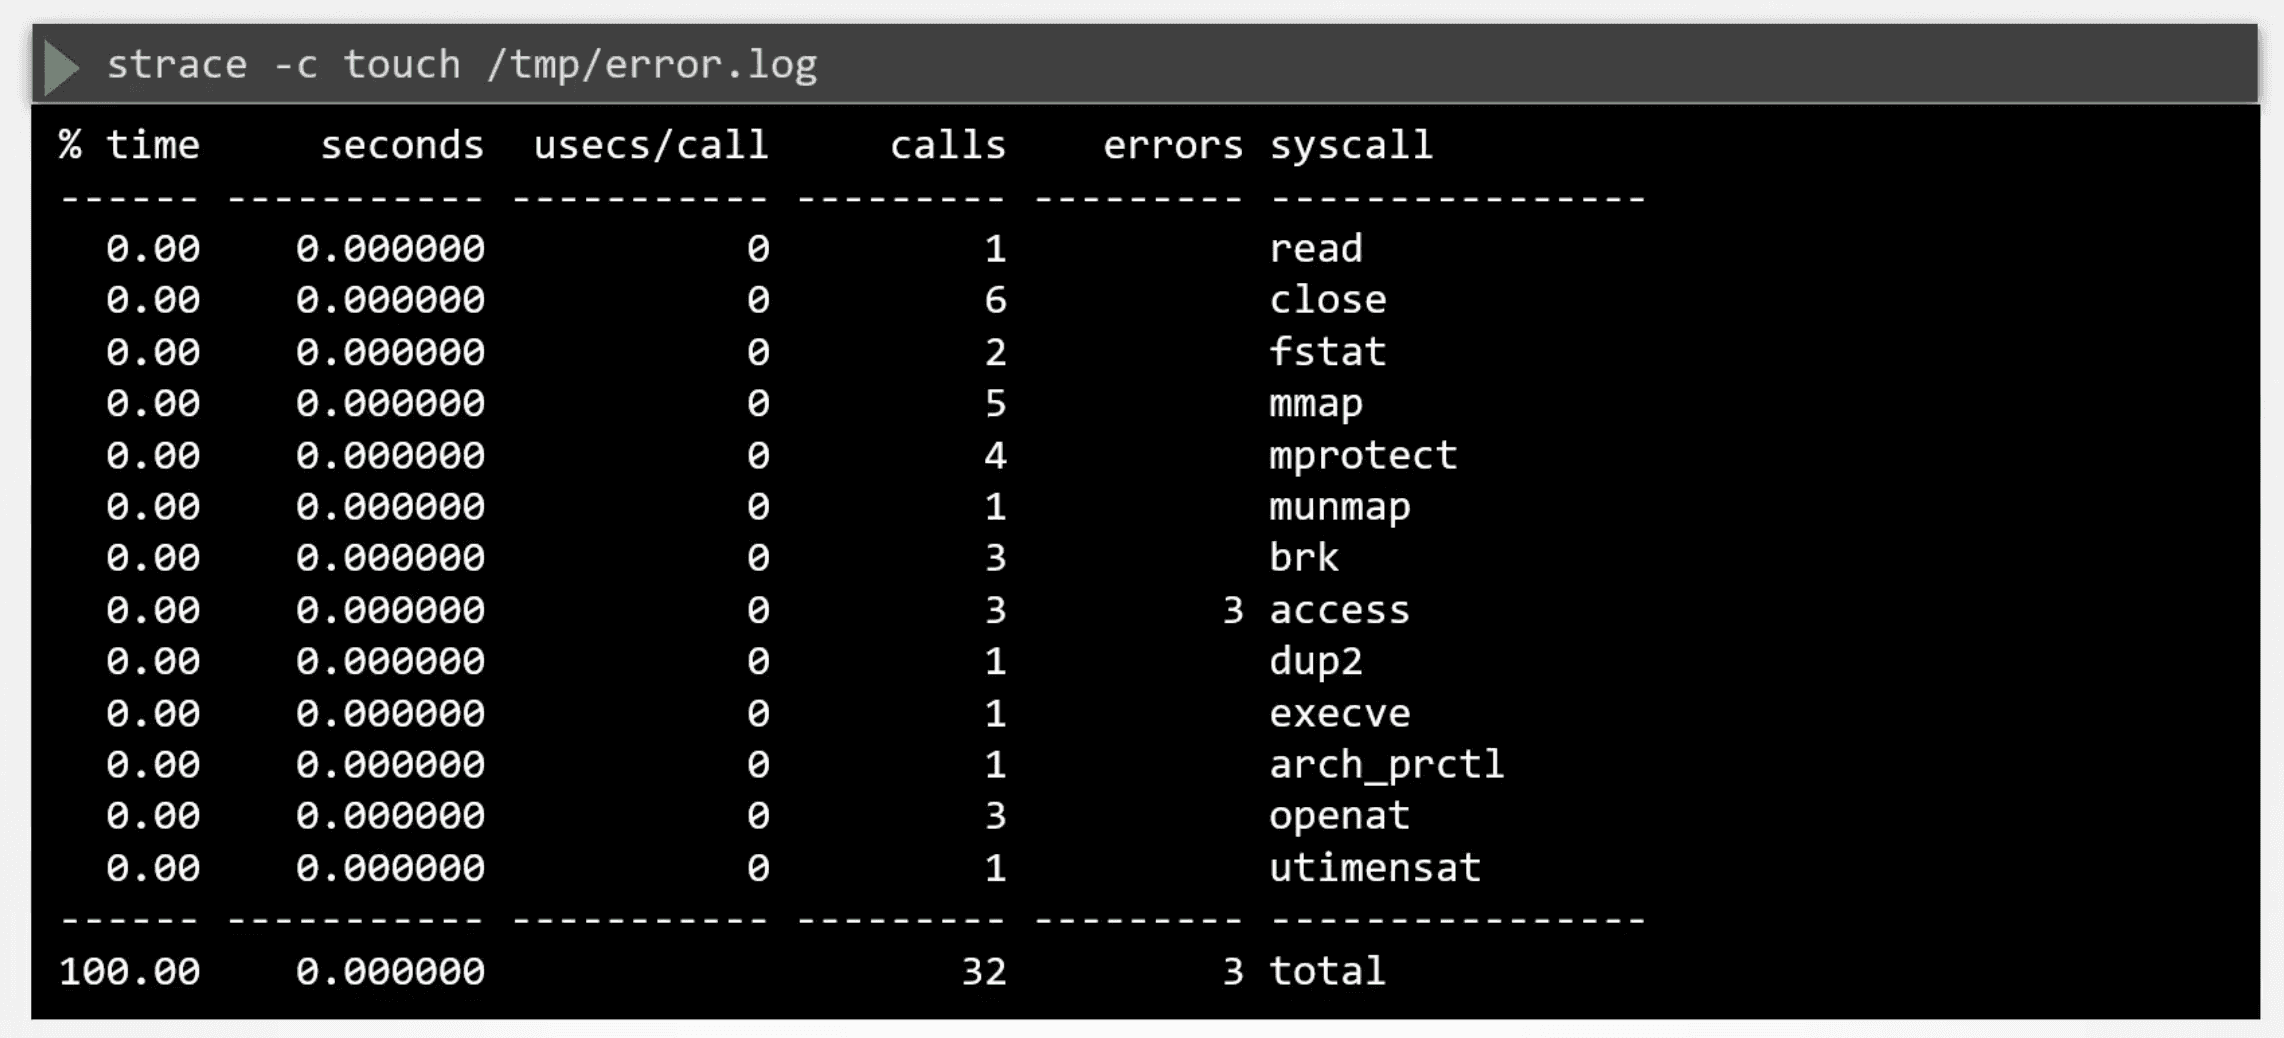 strace -c touch /tmp/error.log
% time     seconds  usecs/call     calls    errors syscall
------ ----------- ----------- --------- --------- ----------------
  0.00    0.000000           0         1           read
  0.00    0.000000           0         6           close
  0.00    0.000000           0         2           fstat
  0.00    0.000000           0         5           mmap
  0.00    0.000000           0         4           mprotect
  0.00    0.000000           0         1           munmap
  0.00    0.000000           0         3           brk
  0.00    0.000000           0         3         3 access
  0.00    0.000000           0         1           dup2
  0.00    0.000000           0         1           execve
  0.00    0.000000           0         1           arch_prctl
  0.00    0.000000           0         3           openat
  0.00    0.000000           0         1           utimensat
------ ----------- ----------- --------- --------- ----------------
100.00    0.000000                    32         3 total